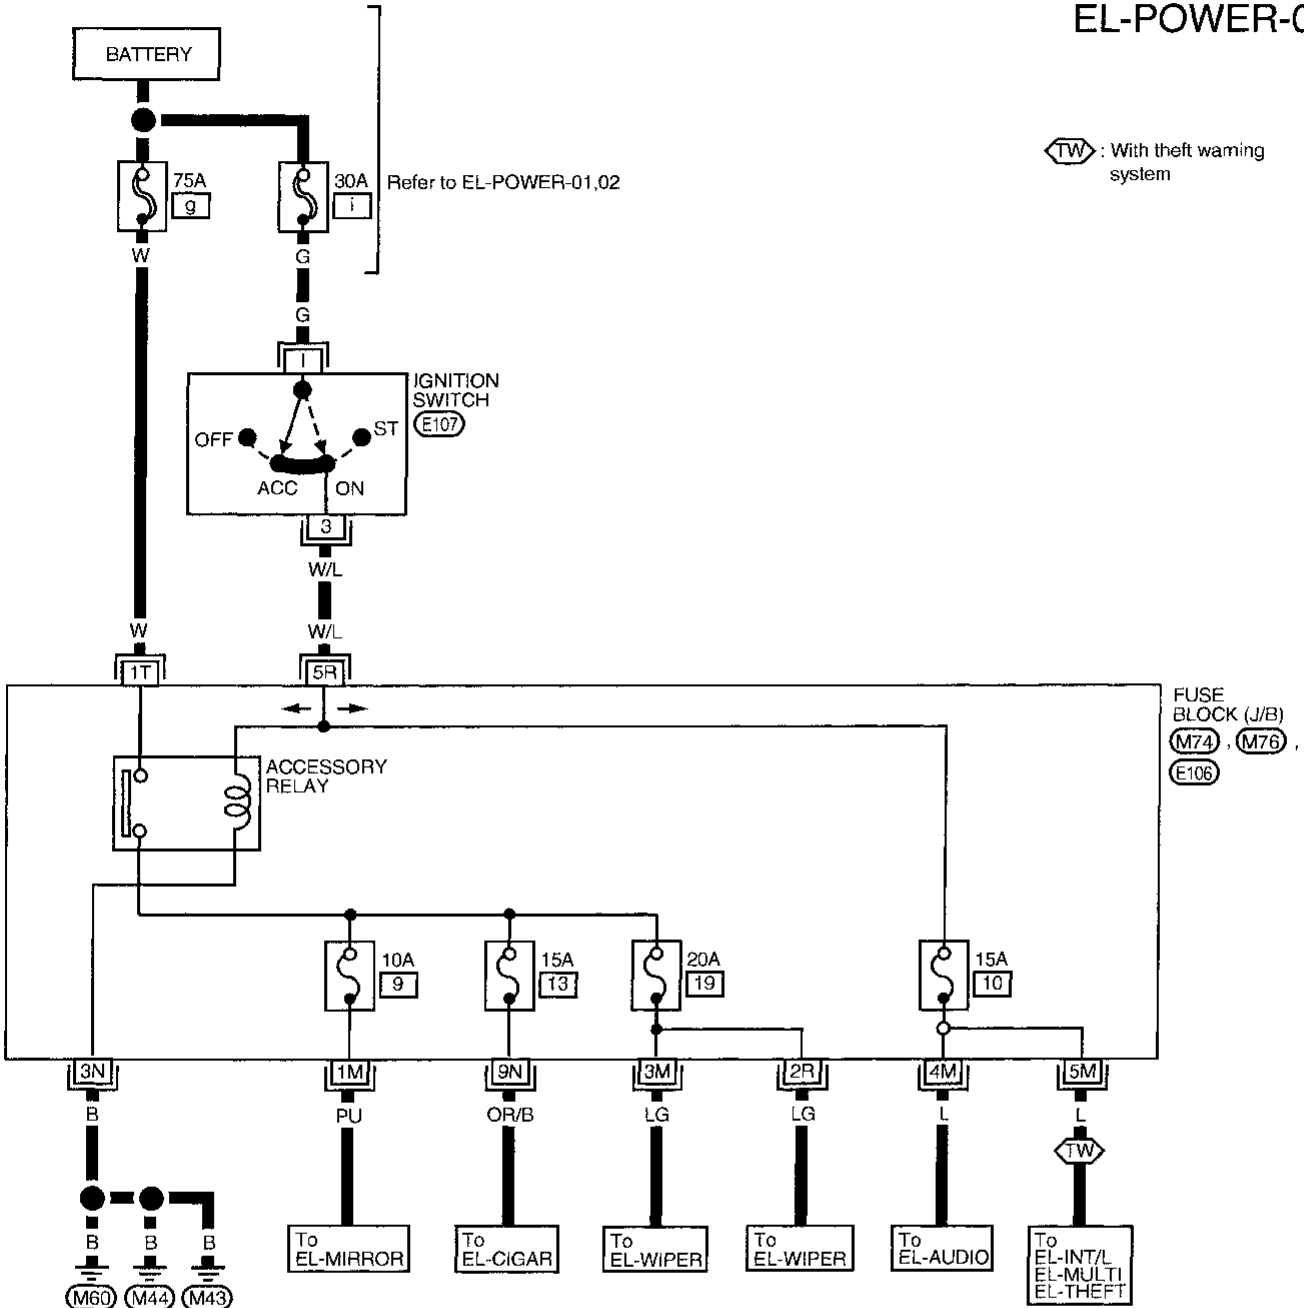 EL-POWER-0
BATTERY
TW : With theft warning
system
75A
g
30A
i
Refer to EL-POWER-01,02
W
G
G
I
IGNITION
SWITCH
E107
OFF
ST
ACC
ON
3
W/L
W
W/L
1T
5R
FUSE
BLOCK (J/B)
M74 , M76 ,
E106
ACCESSORY
RELAY
10A
9
15A
13
20A
19
15A
10
3N
1M
9N
3M
2R
4M
5M
B
PU
OR/B
LG
LG
L
L
TW
B
B
B
M60
M44
M43
To
EL-MIRROR
To
EL-CIGAR
To
EL-WIPER
To
EL-WIPER
To
EL-AUDIO
To
EL-INT/L
EL-MULTI
EL-THEFT